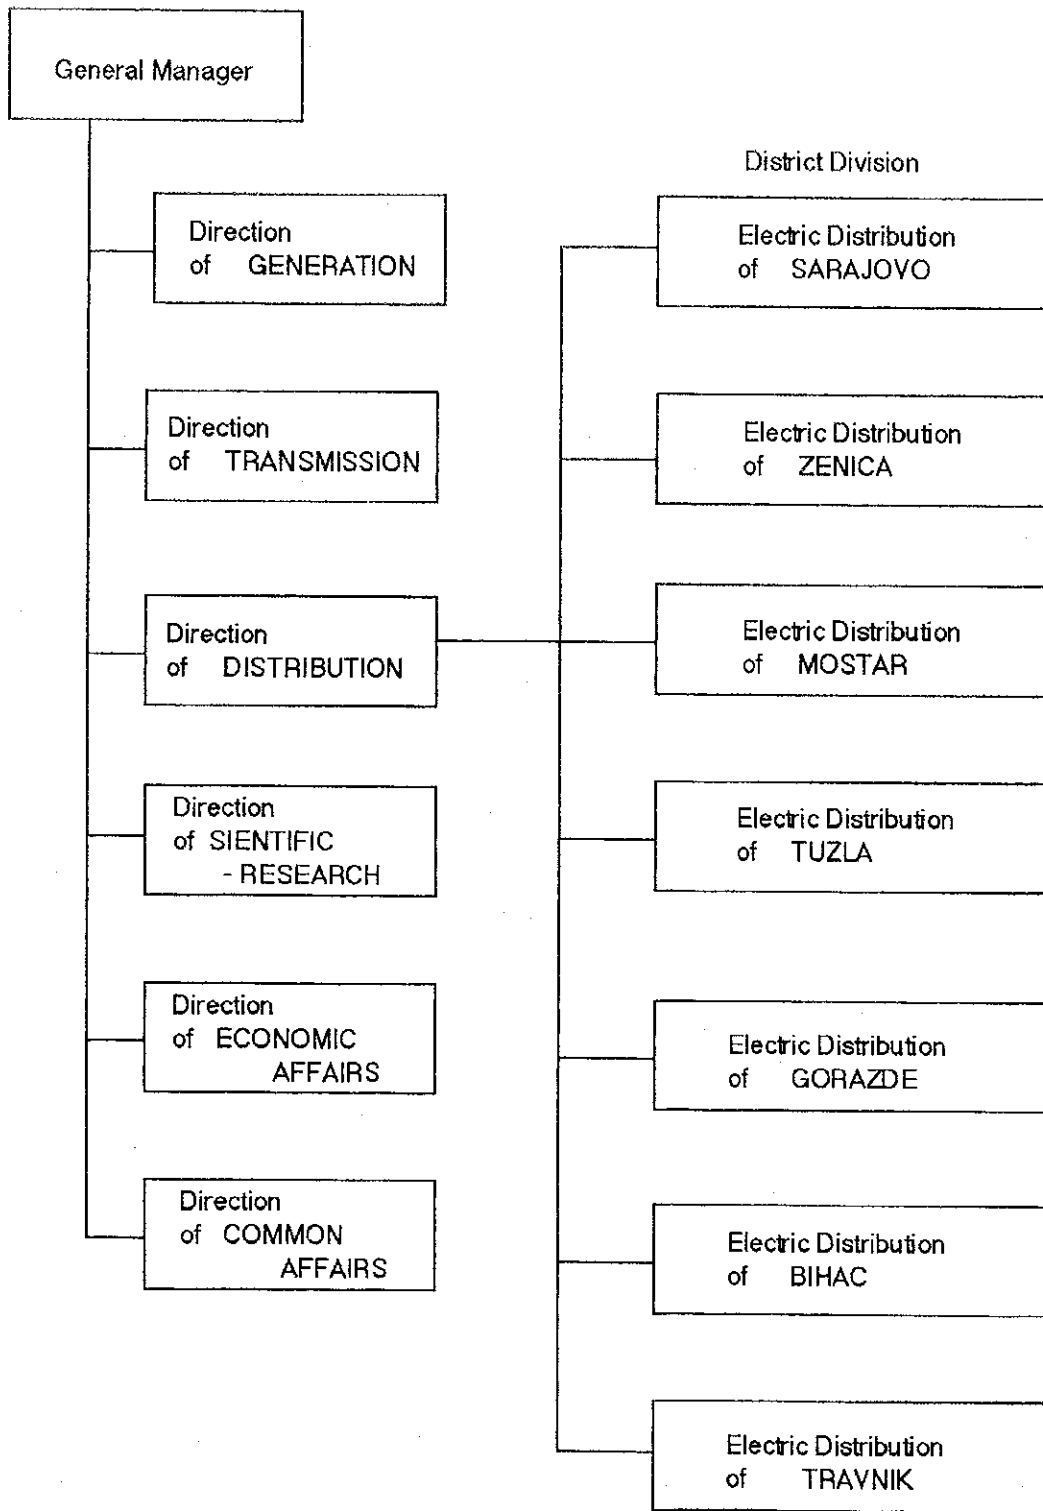 General Manager
Direction
of GENERATION
Direction
of TRANSMISSION
Direction
of DISTRIBUTION
Direction
of SIENTIFIC
- RESEARCH
Direction
of ECONOMIC
AFFAIRS
Direction
of COMMON
AFFAIRS
District Division
Electric Distribution
of SARAJOVO
Electric Distribution
of ZENICA
Electric Distribution
of MOSTAR
Electric Distribution
of TUZLA
Electric Distribution
of GORAZDE
Electric Distribution
of BIHAC
Electric Distribution
of TRAVNIK